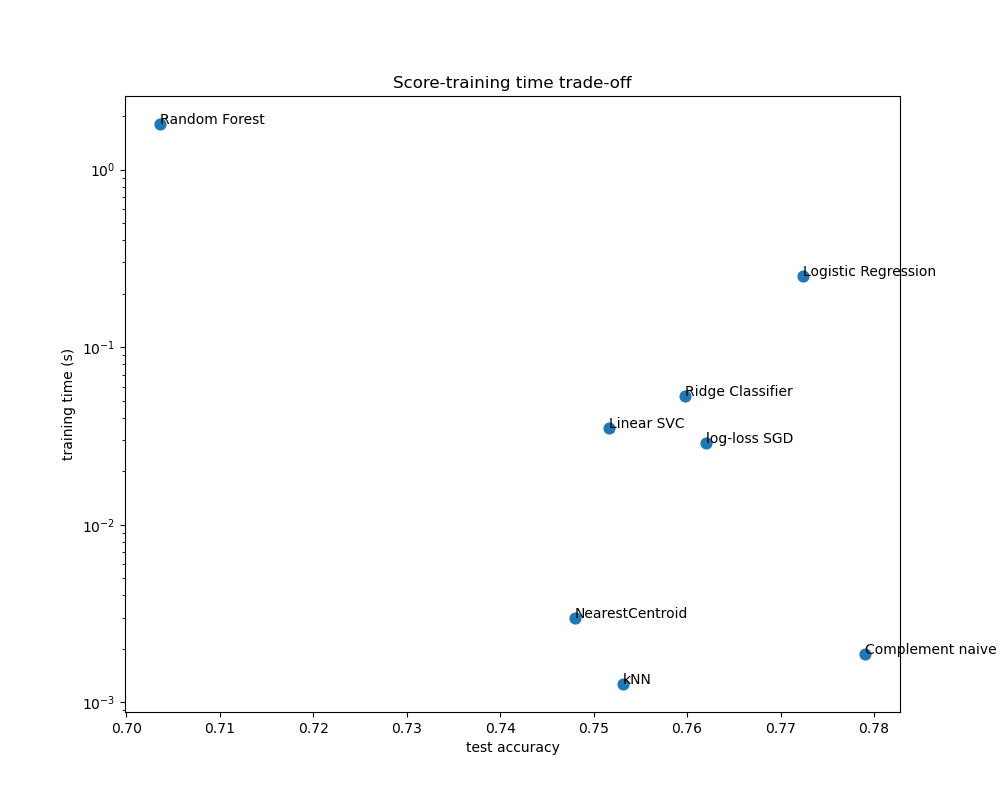 Score-training time trade-off
Random Forest
10⁰
Logistic Regression
10⁻¹
training time (s)
Ridge Classifier
Linear SVC
log-loss SGD
10⁻²
NearestCentroid
Complement naive
kNN
10⁻³
0.70 0.71 0.72 0.73 0.74 0.75 0.76 0.77 0.78
test accuracy